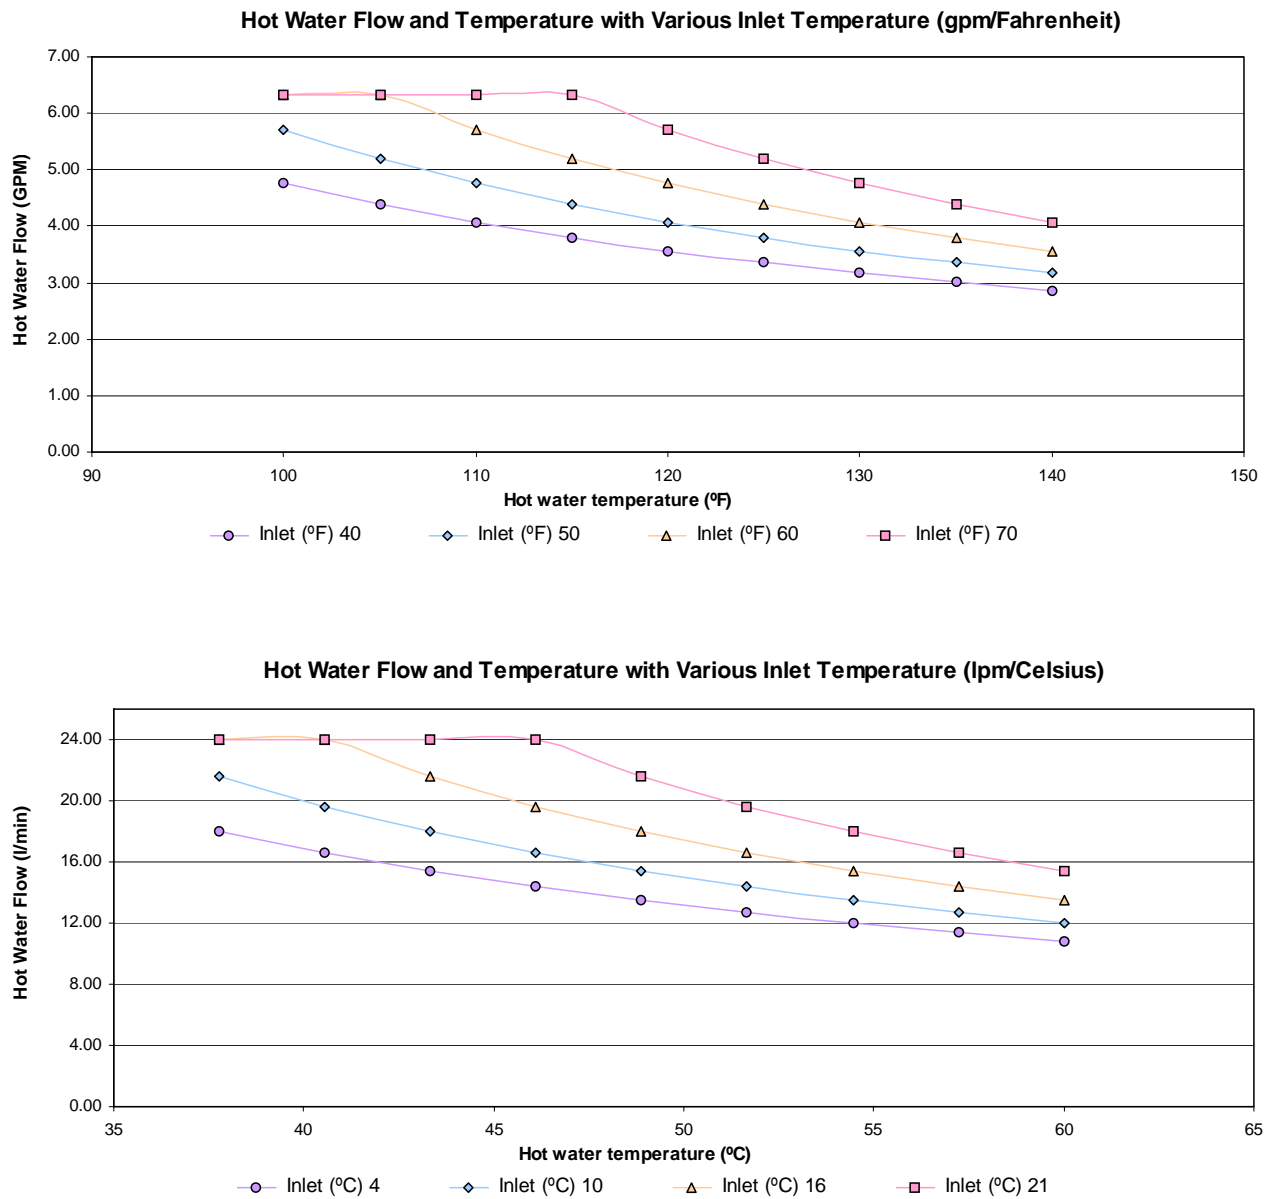 Hot Water Flow and Temperature with Various Inlet Temperature (gpm/Fahrenheit)
7.00
6.00
5.00
4.00
3.00
2.00
1.00
0.00
Hot Water Flow (GPM)
90 100 110 120 130 140 150
Hot water temperature (ºF)
Inlet (ºF) 40 Inlet (ºF) 50 Inlet (ºF) 60 Inlet (ºF) 70
Hot Water Flow and Temperature with Various Inlet Temperature (lpm/Celsius)
24.00
20.00
16.00
12.00
8.00
4.00
0.00
Hot Water Flow (l/min)
35 40 45 50 55 60 65
Hot water temperature (ºC)
Inlet (ºC) 4 Inlet (ºC) 10 Inlet (ºC) 16 Inlet (ºC) 21